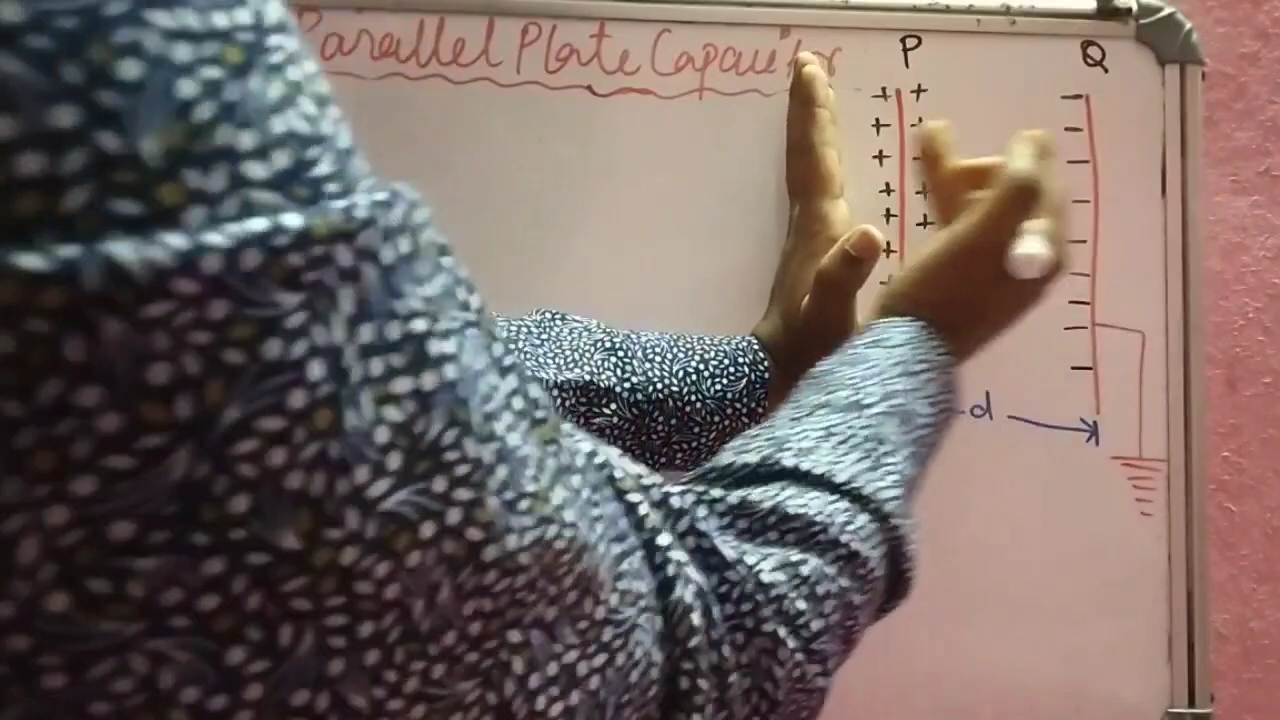 Parallel Plate Capacitor
P Q
+ + −
+ + −
+ −
+ + −
+ + −
+ −
−
−
−
d